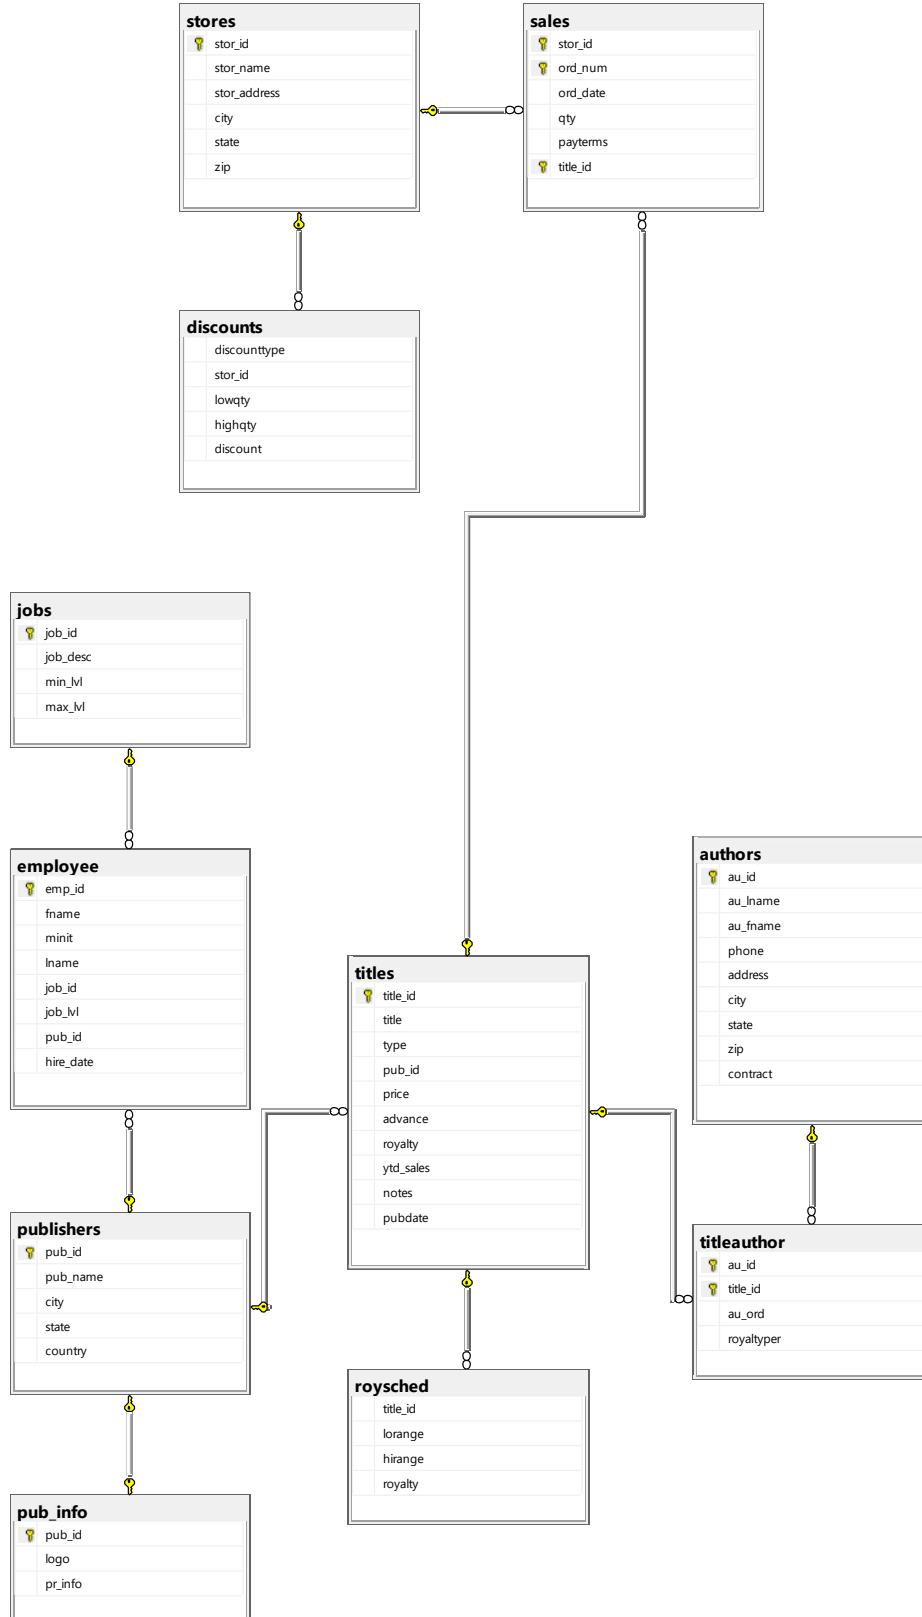 stores
stor_id
stor_name
stor_address
city
state
zip
sales
stor_id
ord_num
ord_date
qty
payterms
title_id
discounts
discounttype
stor_id
lowqty
highqty
discount
jobs
job_id
job_desc
min_lvl
max_lvl
employee
emp_id
fname
minit
lname
job_id
job_lvl
pub_id
hire_date
authors
au_id
au_lname
au_fname
phone
address
city
state
zip
contract
titles
title_id
title
type
pub_id
price
advance
royalty
ytd_sales
notes
pubdate
publishers
pub_id
pub_name
city
state
country
titleauthor
au_id
title_id
au_ord
royaltyper
roysched
title_id
lorange
hirange
royalty
pub_info
pub_id
logo
pr_info